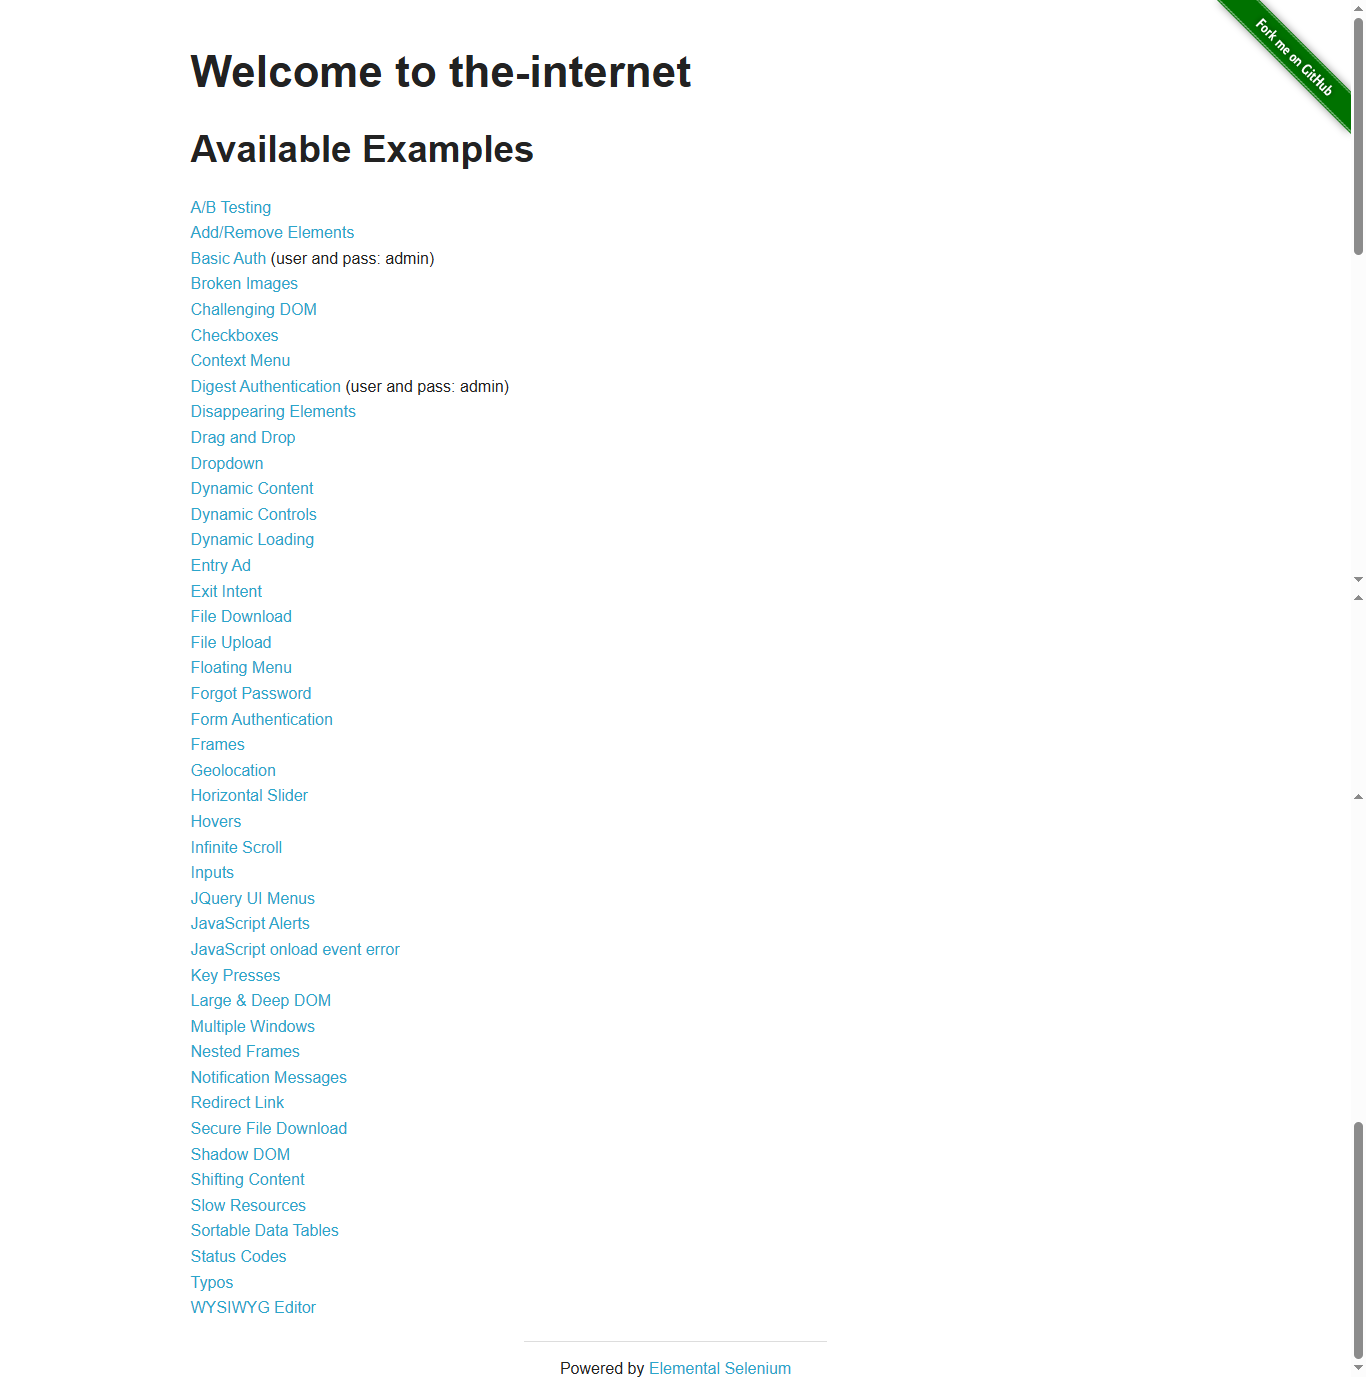 Fork me on GitHub
Welcome to the-internet
Available Examples
A/B Testing
Add/Remove Elements
Basic Auth (user and pass: admin)
Broken Images
Challenging DOM
Checkboxes
Context Menu
Digest Authentication (user and pass: admin)
Disappearing Elements
Drag and Drop
Dropdown
Dynamic Content
Dynamic Controls
Dynamic Loading
Entry Ad
Exit Intent
File Download
File Upload
Floating Menu
Forgot Password
Form Authentication
Frames
Geolocation
Horizontal Slider
Hovers
Infinite Scroll
Inputs
JQuery UI Menus
JavaScript Alerts
JavaScript onload event error
Key Presses
Large & Deep DOM
Multiple Windows
Nested Frames
Notification Messages
Redirect Link
Secure File Download
Shadow DOM
Shifting Content
Slow Resources
Sortable Data Tables
Status Codes
Typos
WYSIWYG Editor
Powered by Elemental Selenium